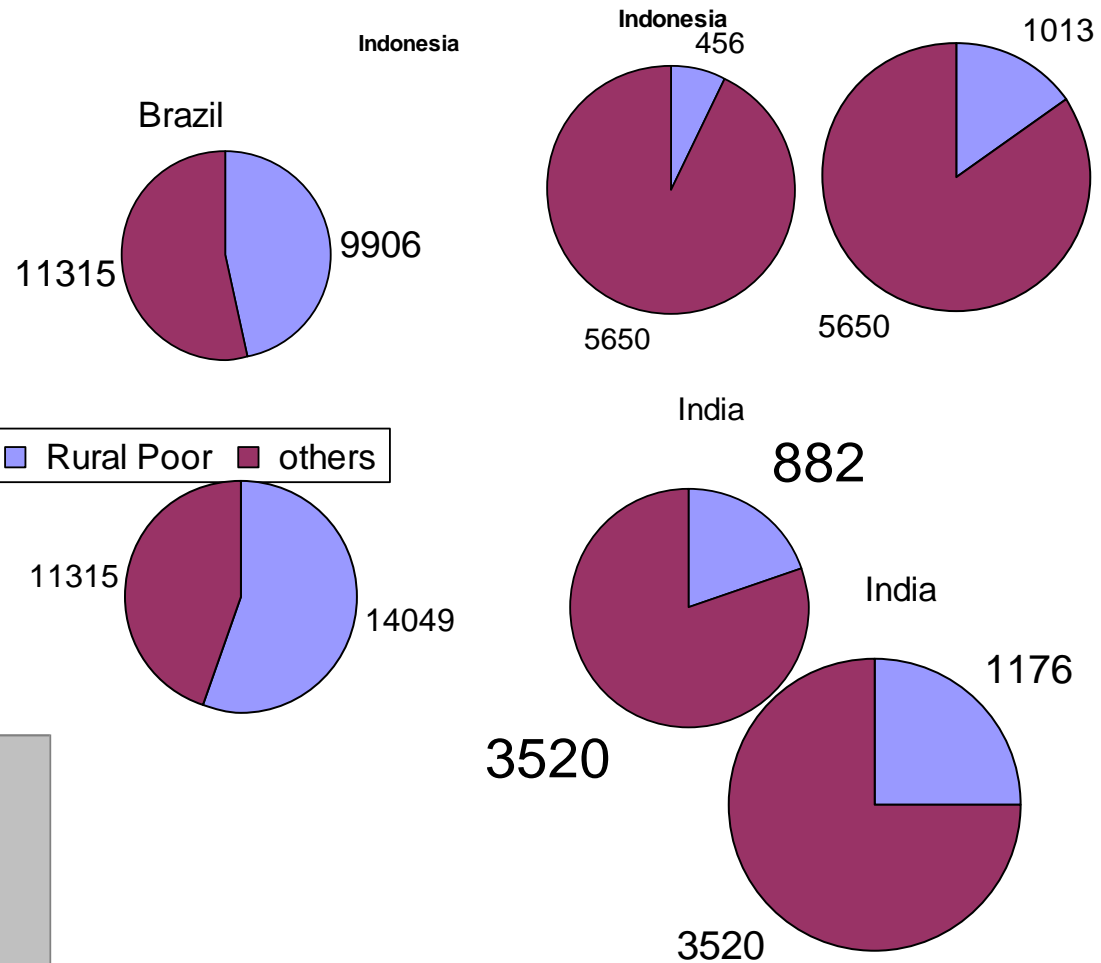 Indonesia
Indonesia
456
1013
Brazil
9906
11315
5650
5650
India
882
Rural Poor others
11315
14049
India
1176
3520
3520